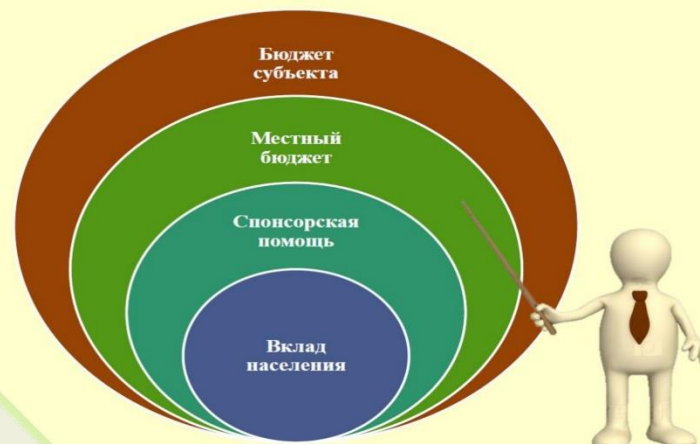 Бюджет
субъекта
Местный
бюджет
Спонсорская
помощь
Вклад
населения